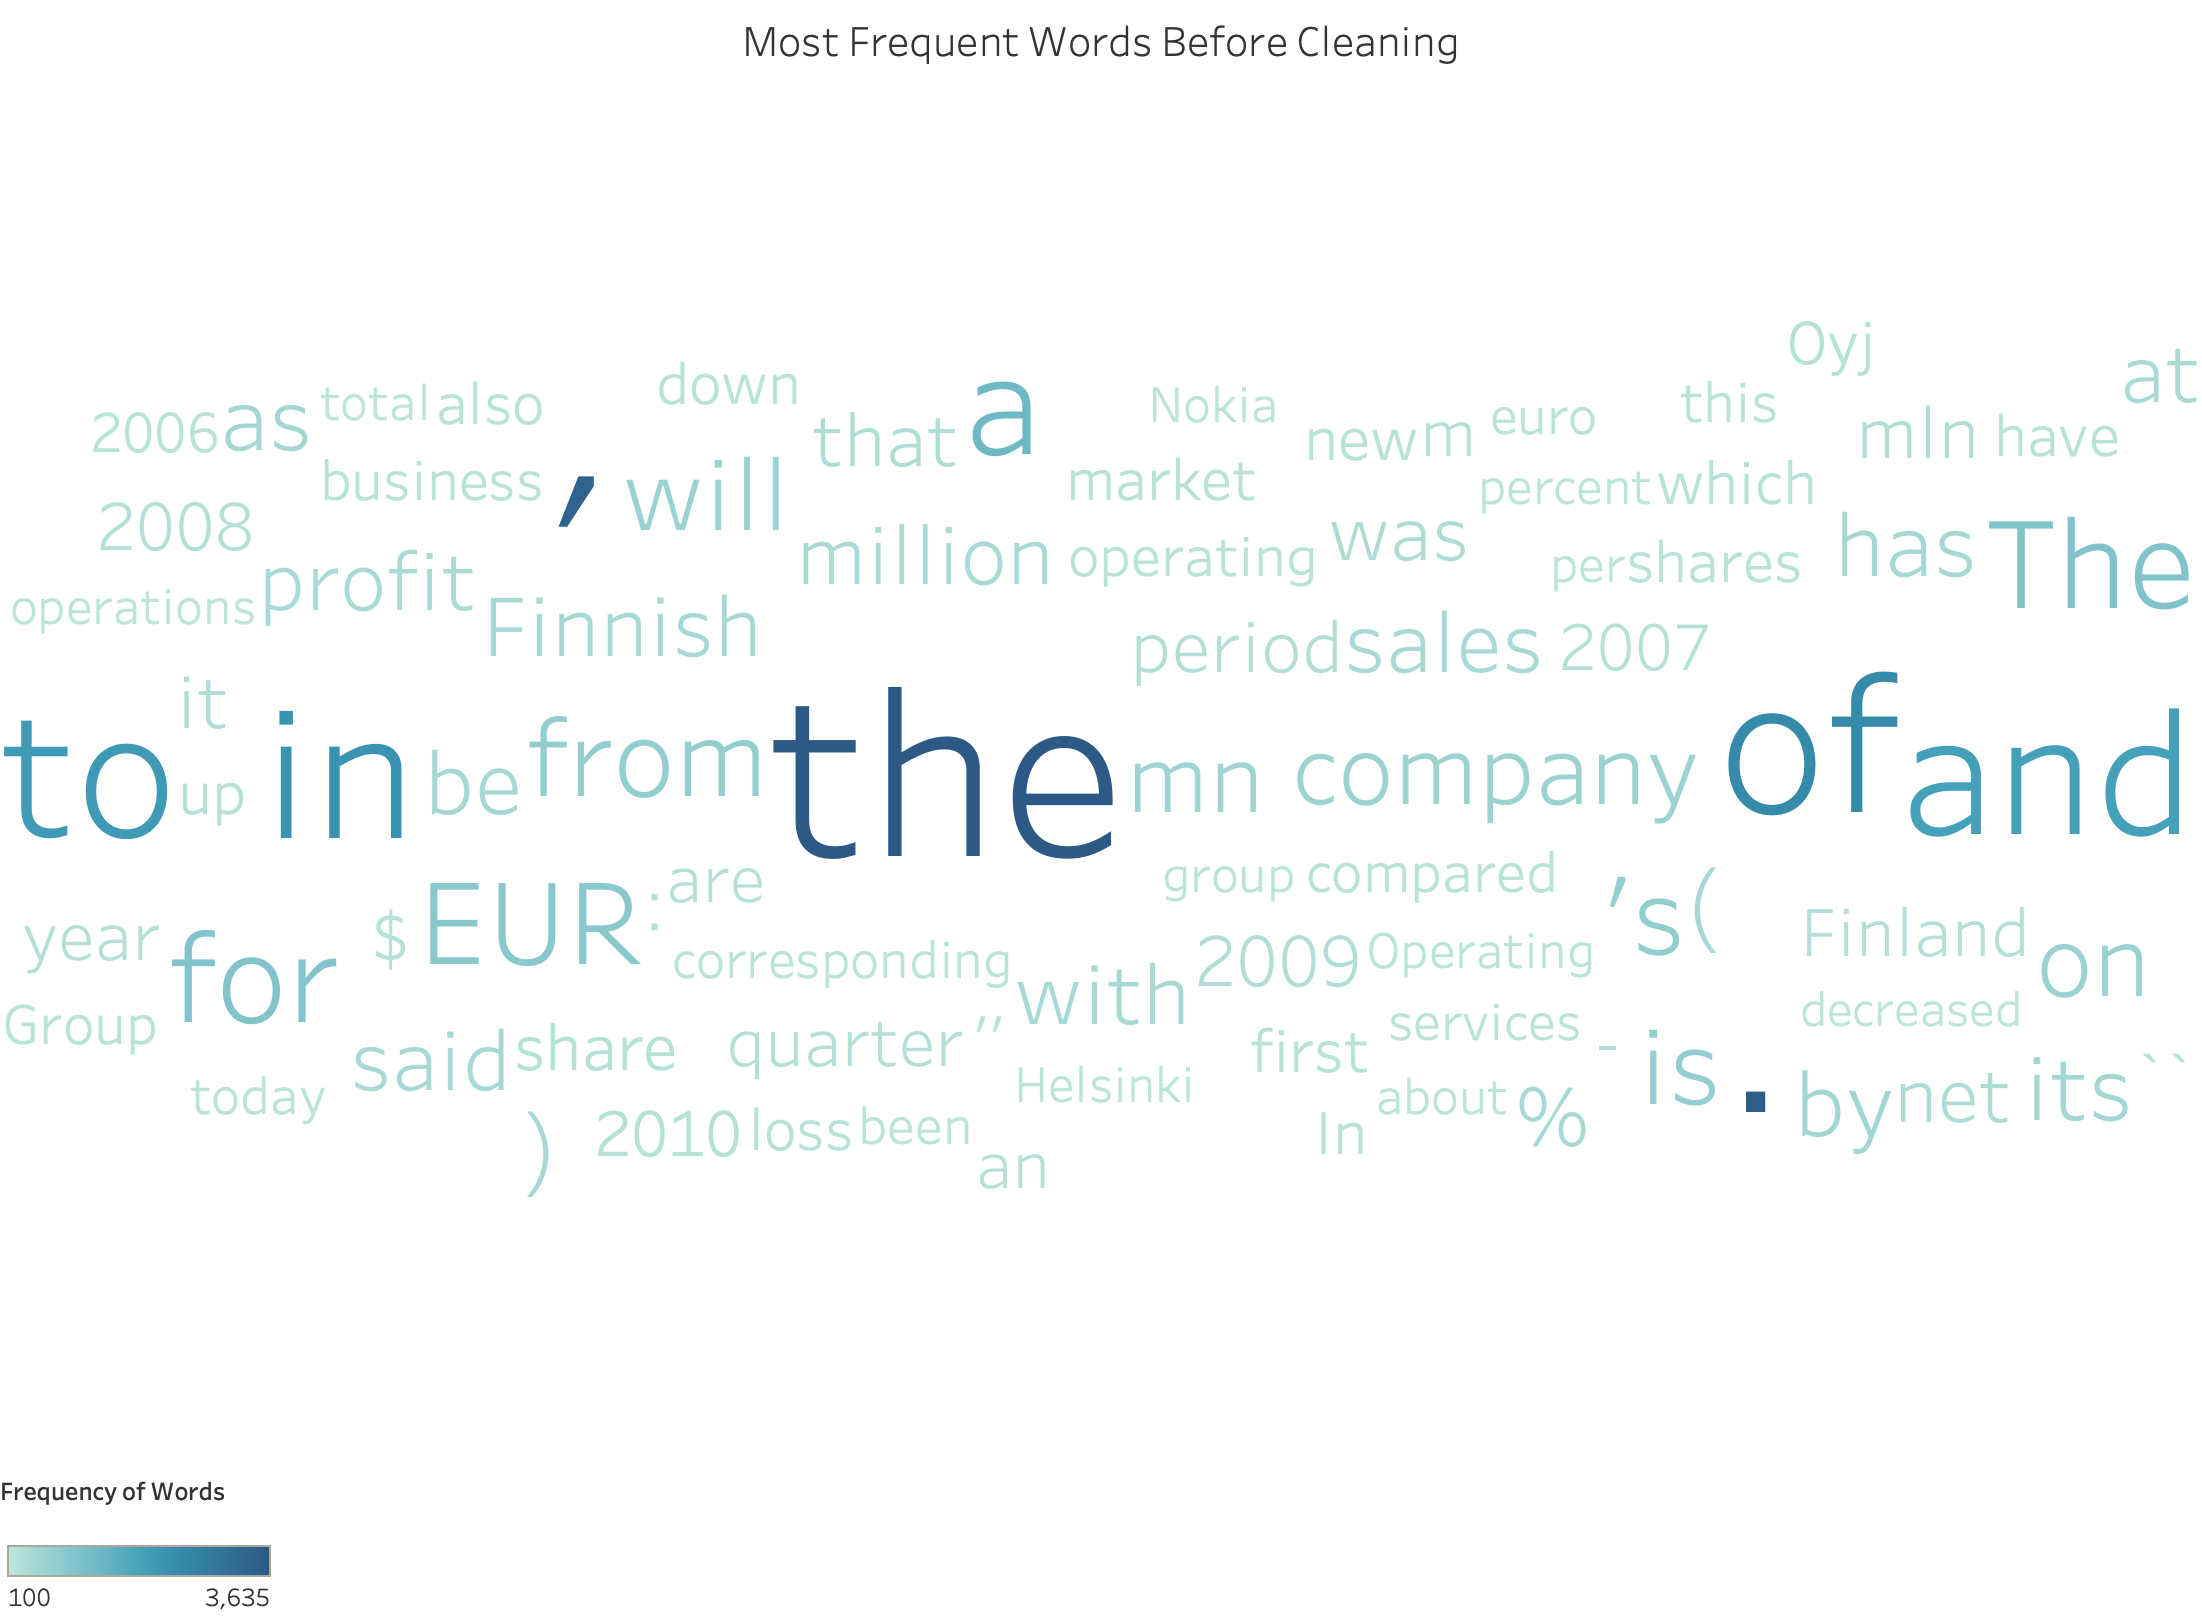 Most Frequent Words Before Cleaning
Oyj
2006 as total also down that a Nokia new m euro this mln have at
2008 business , will million market operating was percent which per shares has The
operations profit Finnish period sales 2007
to it up in be from the mn company of and
year for $ EUR : are corresponding group compared 2009 Operating 's ( Finland on
Group said share quarter '' with first services - is . decreased
today ) 2010 loss been an Helsinki In about % by net its ``
Frequency of Words
100 3,635